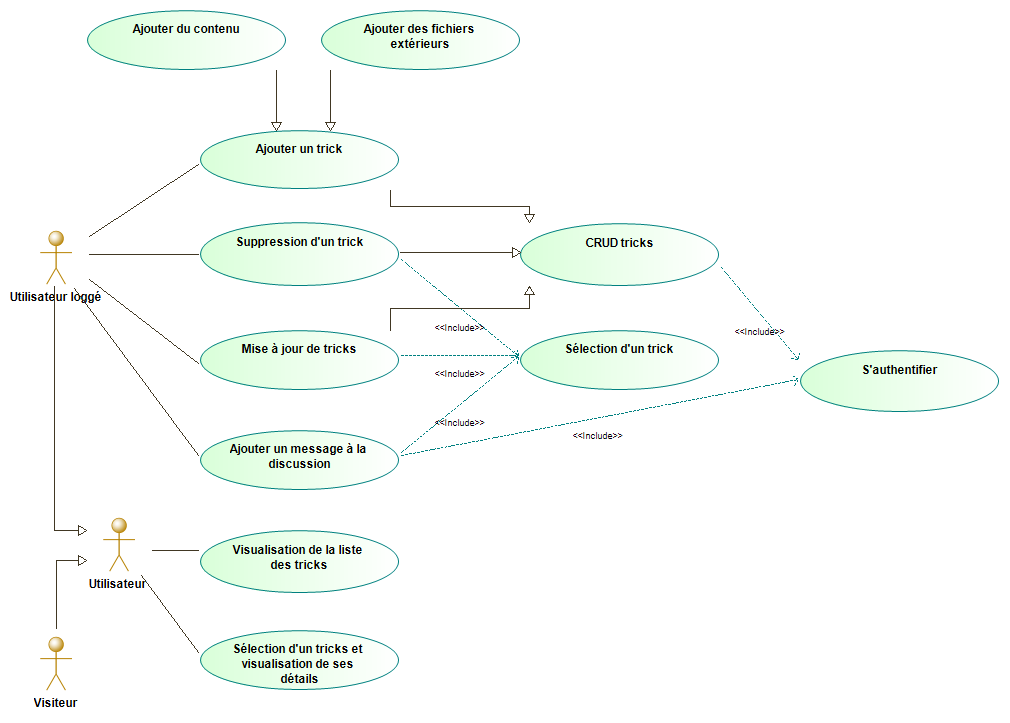 Ajouter du contenu
Ajouter des fichiers
extérieurs
Ajouter un trick
Suppression d'un trick
CRUD tricks
Utilisateur loggé
<<Include>>
<<Include>>
Mise à jour de tricks
Sélection d'un trick
<<Include>>
S'authentifier
<<Include>>
<<Include>>
Ajouter un message à la
discussion
Visualisation de la liste
des tricks
Utilisateur
Sélection d'un tricks et
visualisation de ses
détails
Visiteur